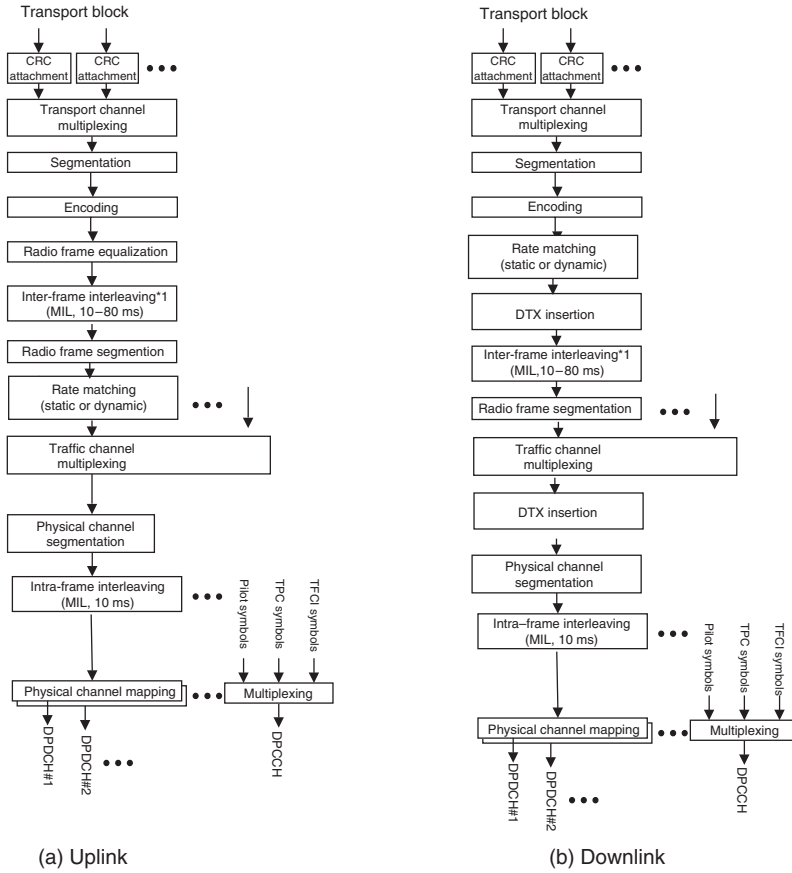 Transport block
CRC
attachment
CRC
attachment
Transport channel
multiplexing
Segmentation
Encoding
Radio frame equalization
Inter-frame interleaving*1
(MIL, 10–80 ms)
Radio frame segmention
Rate matching
(static or dynamic)
Traffic channel
multiplexing
Physical channel
segmentation
Intra-frame interleaving
(MIL, 10 ms)
Pilot symbols
TPC symbols
TFCI symbols
Physical channel mapping
Multiplexing
DPDCH#1
DPDCH#2
DPCCH
(a) Uplink
Transport block
CRC
attachment
CRC
attachment
Transport channel
multiplexing
Segmentation
Encoding
Rate matching
(static or dynamic)
DTX insertion
Inter-frame interleaving*1
(MIL,10–80 ms)
Radio frame segmentation
Traffic channel
multiplexing
DTX insertion
Physical channel
segmentation
Intra–frame interleaving
(MIL, 10 ms)
Pilot symbols
TPC symbols
TFCI symbols
Physical channel mapping
Multiplexing
DPDCH#1
DPDCH#2
DPCCH
(b) Downlink